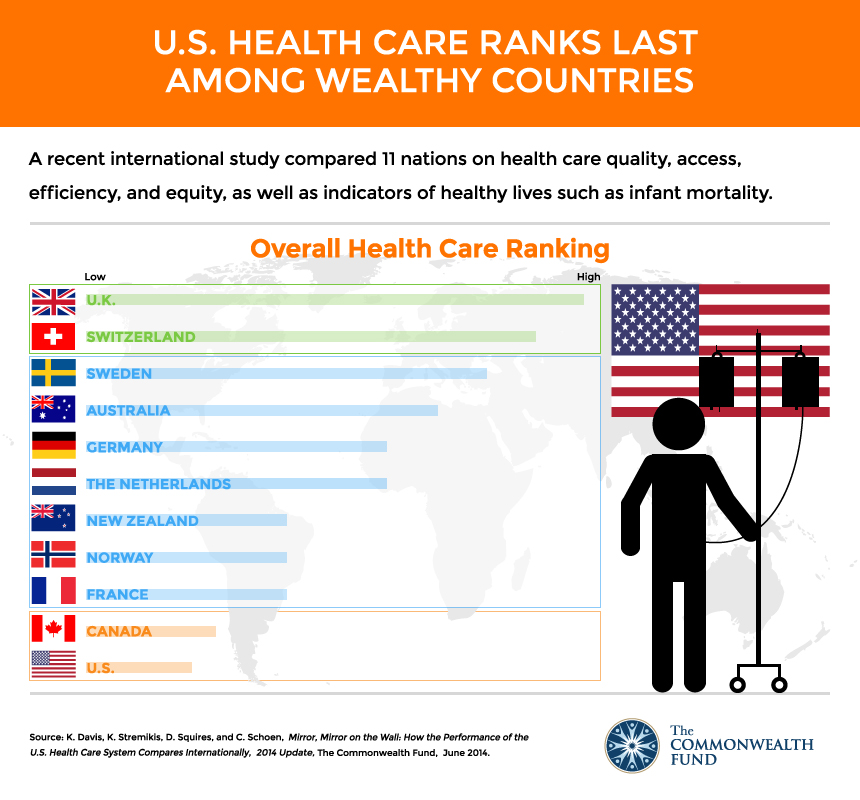 U.S. HEALTH CARE RANKS LAST
AMONG WEALTHY COUNTRIES
A recent international study compared 11 nations on health care quality, access,
efficiency, and equity, as well as indicators of healthy lives such as infant mortality.
Overall Health Care Ranking
Low High
U.K.
SWITZERLAND
SWEDEN
AUSTRALIA
GERMANY
THE NETHERLANDS
NEW ZEALAND
NORWAY
FRANCE
CANADA
U.S.
Source: K. Davis, K. Stremikis, D. Squires, and C. Schoen, Mirror, Mirror on the Wall: How the Performance of the
U.S. Health Care System Compares Internationally, 2014 Update, The Commonwealth Fund, June 2014.
The
COMMONWEALTH
FUND